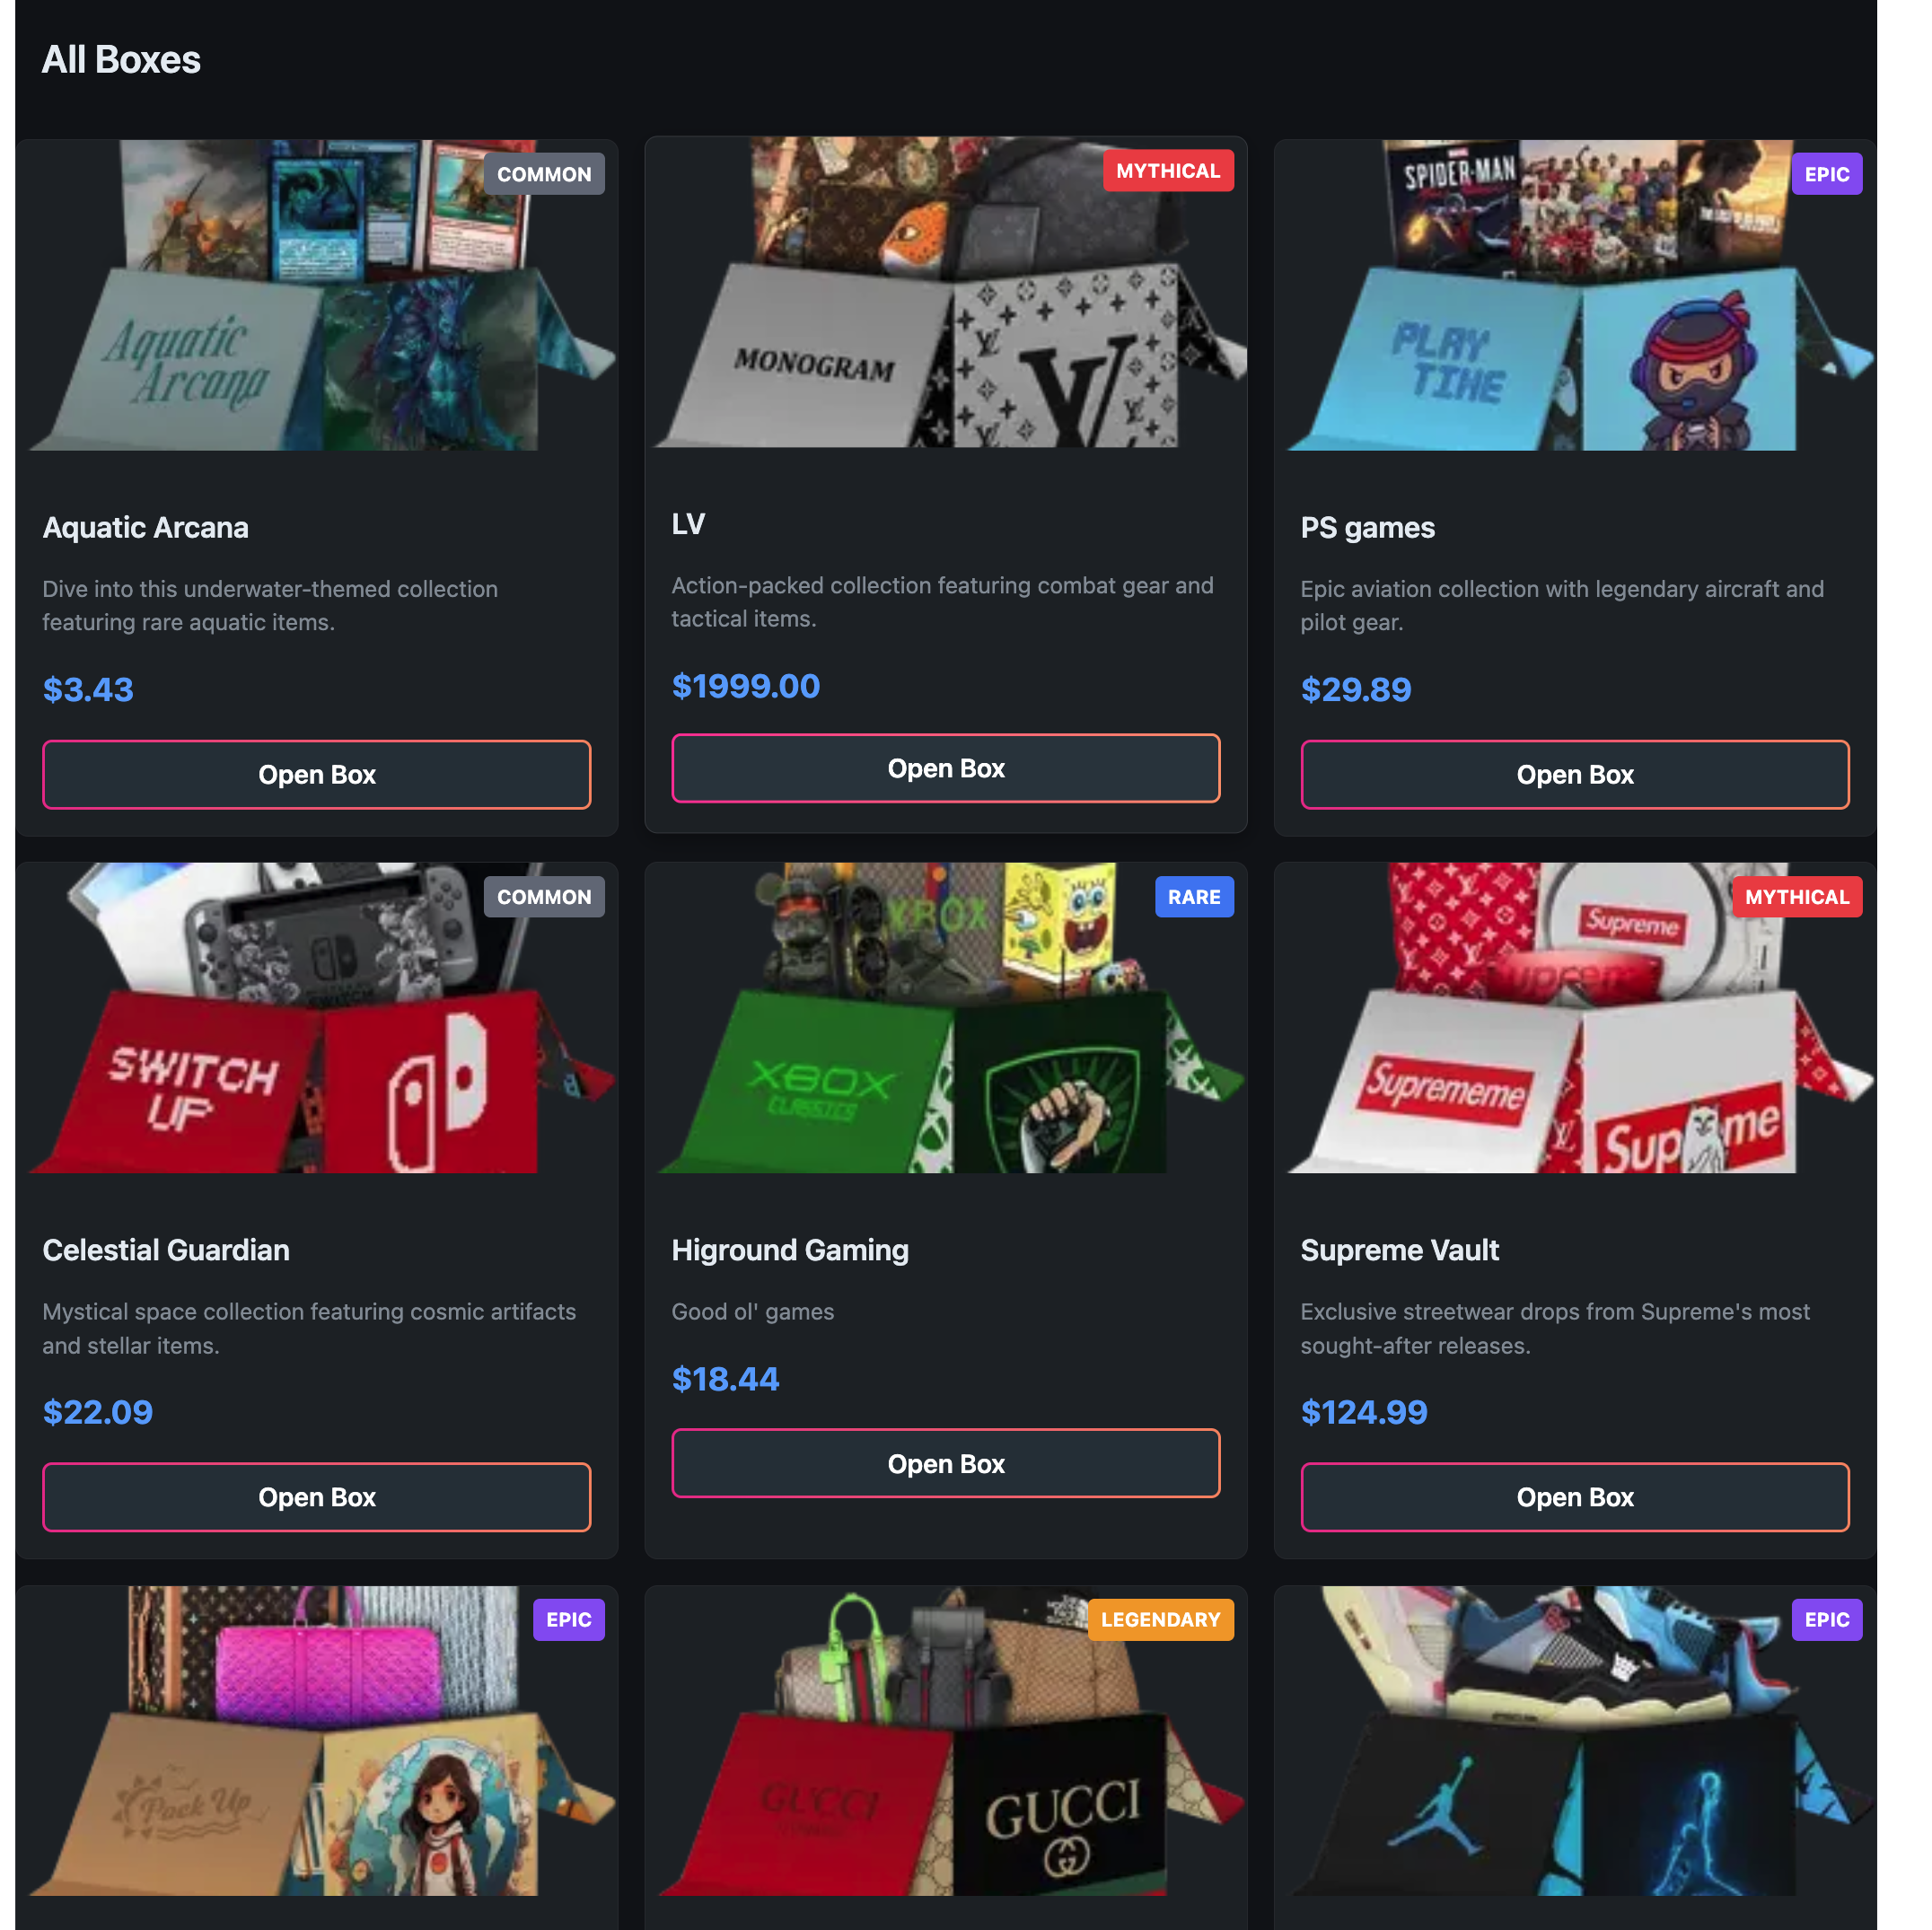 All Boxes
COMMON
Aquatic
Arcana
Aquatic Arcana
Dive into this underwater-themed collection
featuring rare aquatic items.
$3.43
Open Box
MYTHICAL
MONOGRAM
LV
LV
Action-packed collection featuring combat gear and
tactical items.
$1999.00
Open Box
SPIDER-MAN
EPIC
PLAY
TIME
PS games
Epic aviation collection with legendary aircraft and
pilot gear.
$29.89
Open Box
COMMON
SWITCH
SWITCH
UP
Celestial Guardian
Mystical space collection featuring cosmic artifacts
and stellar items.
$22.09
Open Box
RARE
XBOX
XBOX
CLASSICS
Higround Gaming
Good ol' games
$18.44
Open Box
MYTHICAL
Supreme
Suprememe
Sup me
Supreme Vault
Exclusive streetwear drops from Supreme's most
sought-after releases.
$124.99
Open Box
EPIC
Pack Up
LEGENDARY
GUCCI
GUCCI
EPIC